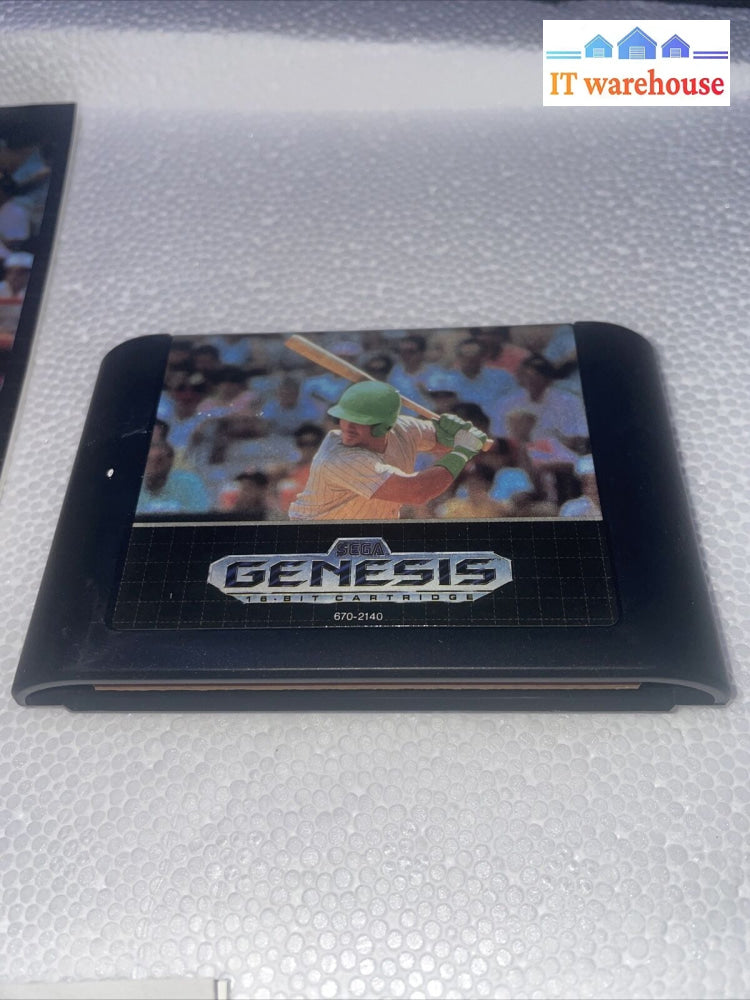 IT warehouse
SEGA
GENESIS
16-BIT CARTRIDGE
670-2140